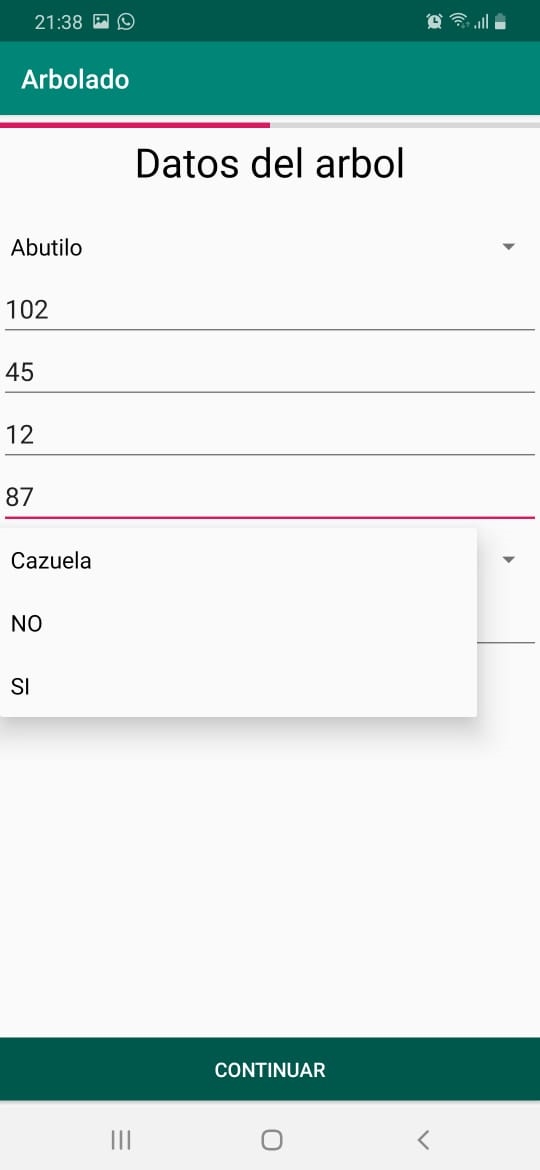 21:38
Arbolado
Datos del arbol
Abutilo
102
45
12
87
Cazuela
NO
SI
CONTINUAR